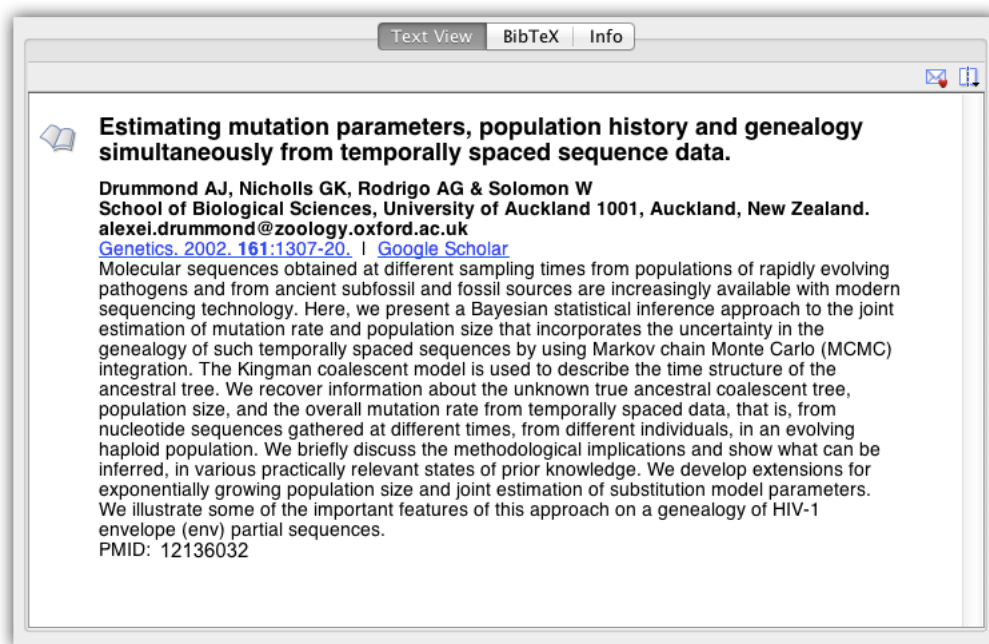 Text View BibTeX Info
Estimating mutation parameters, population history and genealogy
simultaneously from temporally spaced sequence data.
Drummond AJ, Nicholls GK, Rodrigo AG & Solomon W
School of Biological Sciences, University of Auckland 1001, Auckland, New Zealand.
alexei.drummond@zoology.oxford.ac.uk
Genetics. 2002. 161:1307-20. | Google Scholar
Molecular sequences obtained at different sampling times from populations of rapidly evolving
pathogens and from ancient subfossil and fossil sources are increasingly available with modern
sequencing technology. Here, we present a Bayesian statistical inference approach to the joint
estimation of mutation rate and population size that incorporates the uncertainty in the
genealogy of such temporally spaced sequences by using Markov chain Monte Carlo (MCMC)
integration. The Kingman coalescent model is used to describe the time structure of the
ancestral tree. We recover information about the unknown true ancestral coalescent tree,
population size, and the overall mutation rate from temporally spaced data, that is, from
nucleotide sequences gathered at different times, from different individuals, in an evolving
haploid population. We briefly discuss the methodological implications and show what can be
inferred, in various practically relevant states of prior knowledge. We develop extensions for
exponentially growing population size and joint estimation of substitution model parameters.
We illustrate some of the important features of this approach on a genealogy of HIV-1
envelope (env) partial sequences.
PMID: 12136032